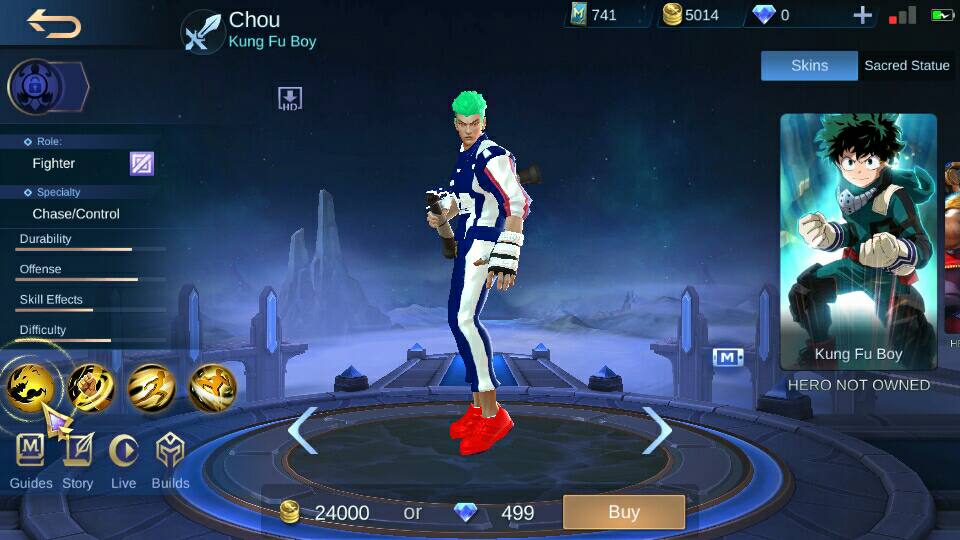 Chou
Kung Fu Boy
741
5014
0
Skins
Sacred Statue
HD
Role:
Fighter
Specialty
Chase/Control
Durability
Offense
Skill Effects
Difficulty
M
Kung Fu Boy
HERO NOT OWNED
Guides
Story
Live
Builds
24000
or
499
Buy